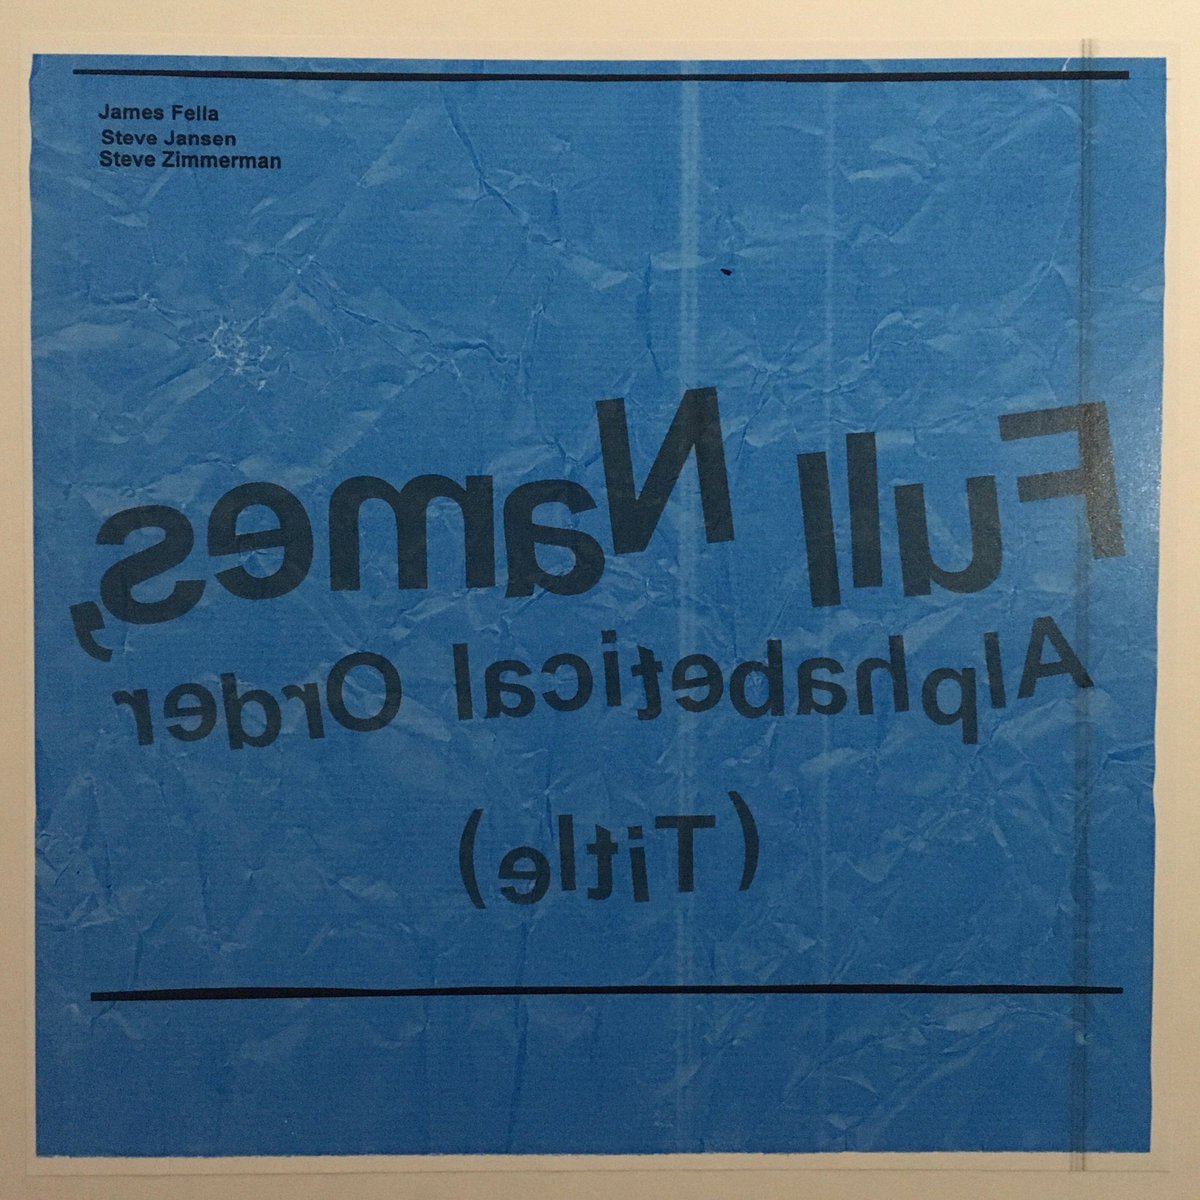 James Fella
Steve Jansen
Steve Zimmerman
Full Names,
Alphabetical Order
(Title)